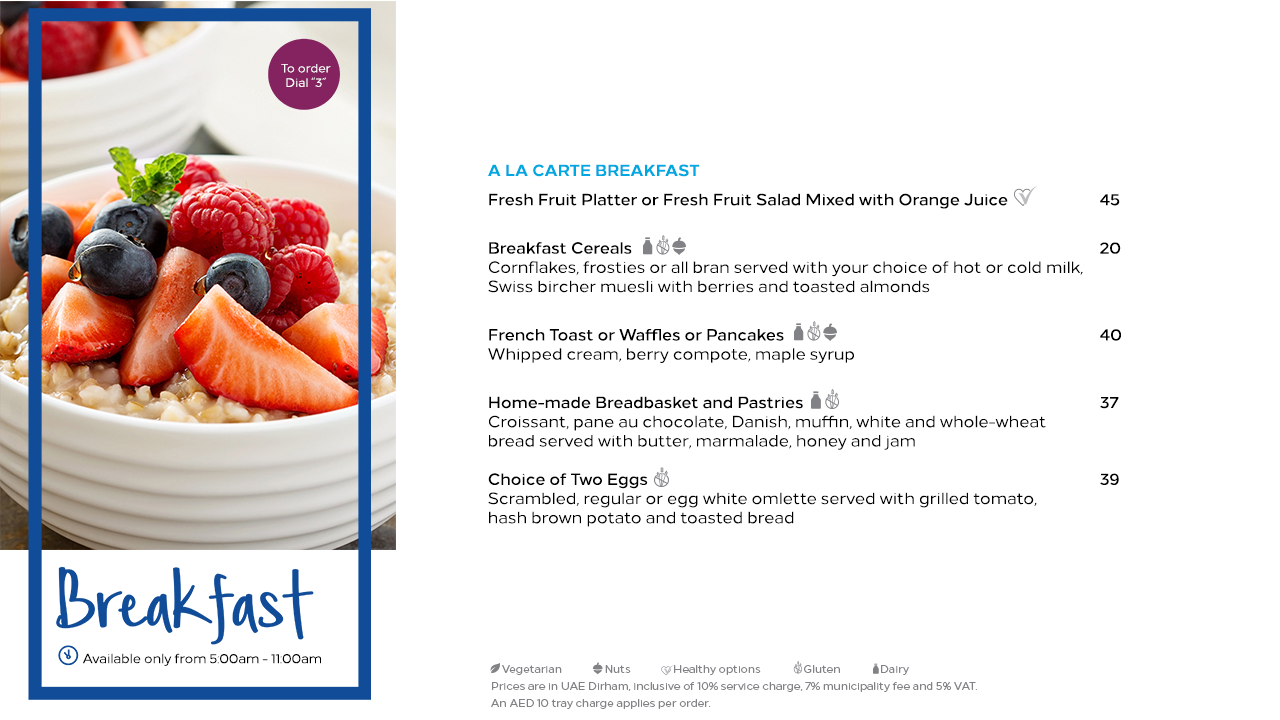 To order
Dial "3"
A LA CARTE BREAKFAST
Fresh Fruit Platter or Fresh Fruit Salad Mixed with Orange Juice 45
Breakfast Cereals 20
Cornflakes, frosties or all bran served with your choice of hot or cold milk,
Swiss bircher muesli with berries and toasted almonds
French Toast or Waffles or Pancakes 40
Whipped cream, berry compote, maple syrup
Home-made Breadbasket and Pastries 37
Croissant, pane au chocolate, Danish, muffin, white and whole-wheat
bread served with butter, marmalade, honey and jam
Choice of Two Eggs 39
Scrambled, regular or egg white omlette served with grilled tomato,
hash brown potato and toasted bread
Breakfast
Available only from 5:00am - 11:00am
Vegetarian Nuts Healthy options Gluten Dairy
Prices are in UAE Dirham, inclusive of 10% service charge, 7% municipality fee and 5% VAT.
An AED 10 tray charge applies per order.